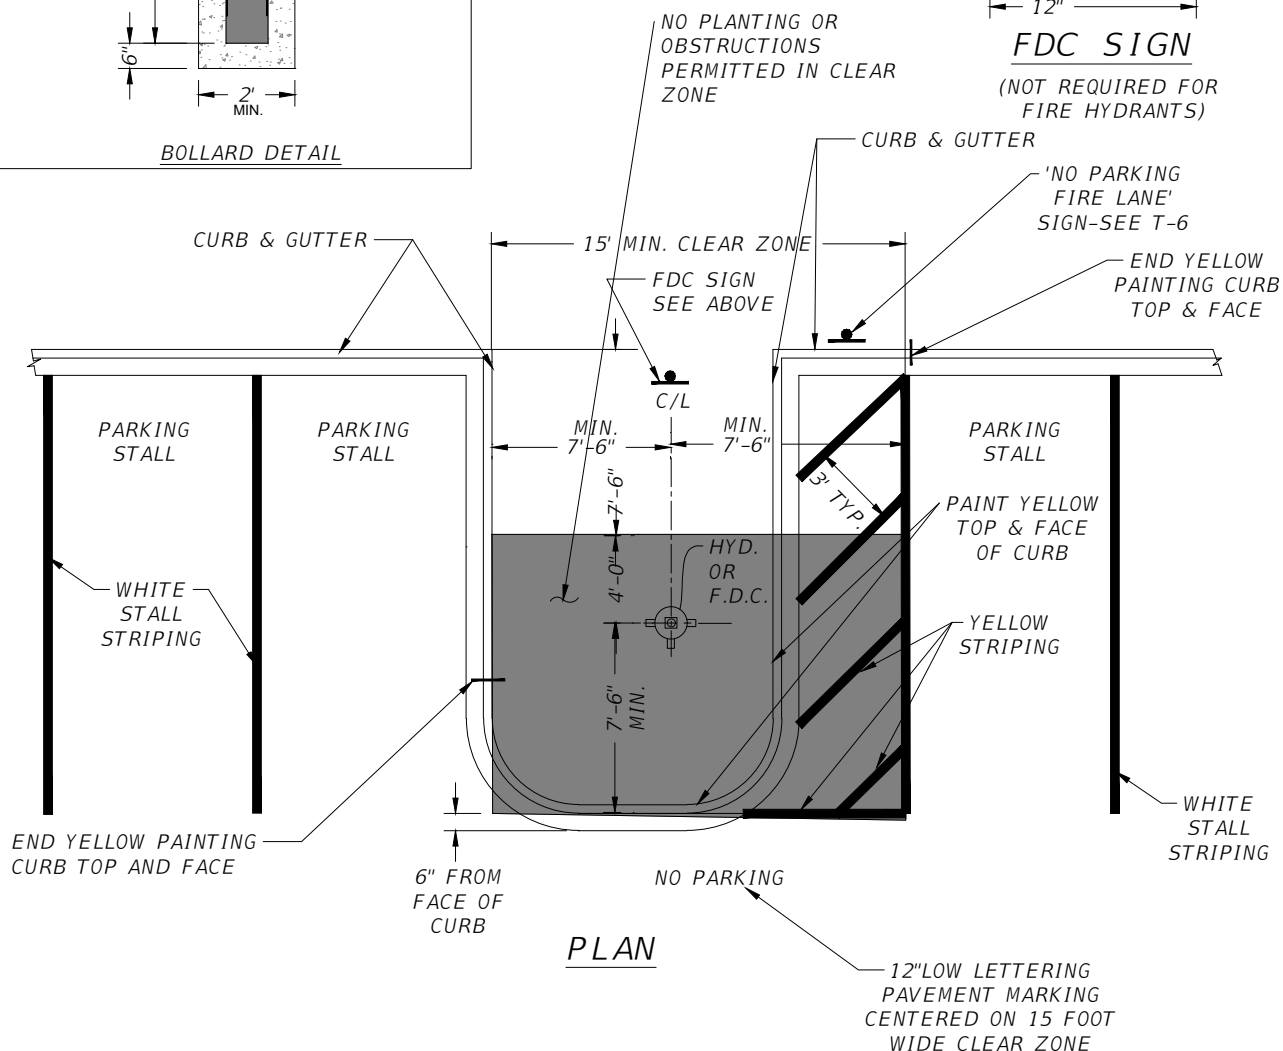 6"
2'
MIN.
BOLLARD DETAIL
NO PLANTING OR
OBSTRUCTIONS
PERMITTED IN CLEAR
ZONE
12"
FDC SIGN
(NOT REQUIRED FOR
FIRE HYDRANTS)
CURB & GUTTER
'NO PARKING
FIRE LANE'
SIGN-SEE T-6
CURB & GUTTER
15' MIN. CLEAR ZONE
FDC SIGN
SEE ABOVE
END YELLOW
PAINTING CURB
TOP & FACE
C/L
PARKING
STALL
PARKING
STALL
MIN.
7'-6"
MIN.
7'-6"
PARKING
STALL
7'-6"
3' TYP.
PAINT YELLOW
TOP & FACE
OF CURB
4'-0"
HYD.
OR
F.D.C.
WHITE
STALL
STRIPING
YELLOW
STRIPING
7'-6"
MIN.
END YELLOW PAINTING
CURB TOP AND FACE
WHITE
STALL
STRIPING
6" FROM
FACE OF
CURB
NO PARKING
PLAN
12"LOW LETTERING
PAVEMENT MARKING
CENTERED ON 15 FOOT
WIDE CLEAR ZONE